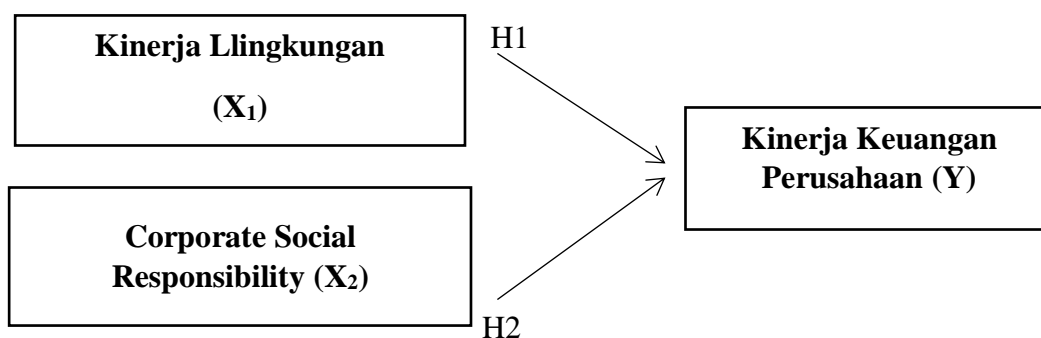 Kinerja Llingkungan
(X₁)
H1
Kinerja Keuangan
Perusahaan (Y)
Corporate Social
Responsibility (X₂)
H2